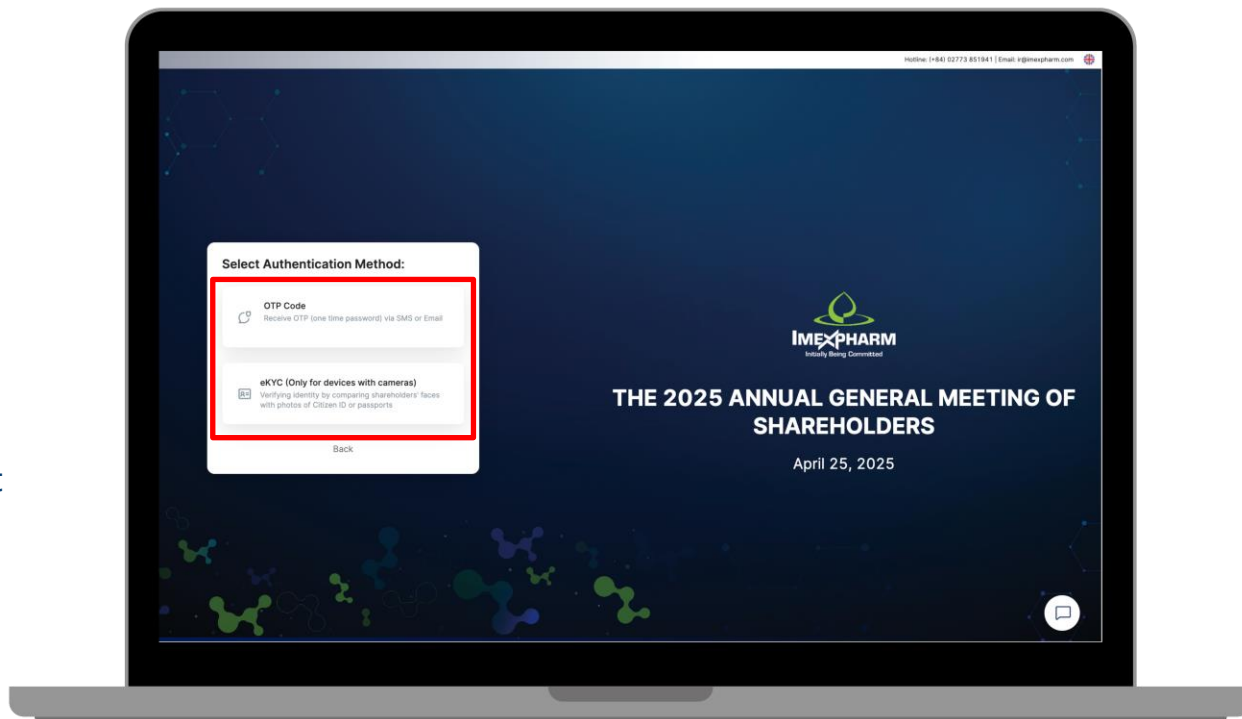 Hotline: (+84) 02773 851941 | Email: ir@imexpharm.com
Select Authentication Method:
OTP Code
Receive OTP (one time password) via SMS or Email
eKYC (Only for devices with cameras)
Verifying identity by comparing shareholders' faces
with photos of Citizen ID or passports
Back
IMEXPHARM
Initially Being Committed
THE 2025 ANNUAL GENERAL MEETING OF
SHAREHOLDERS
April 25, 2025